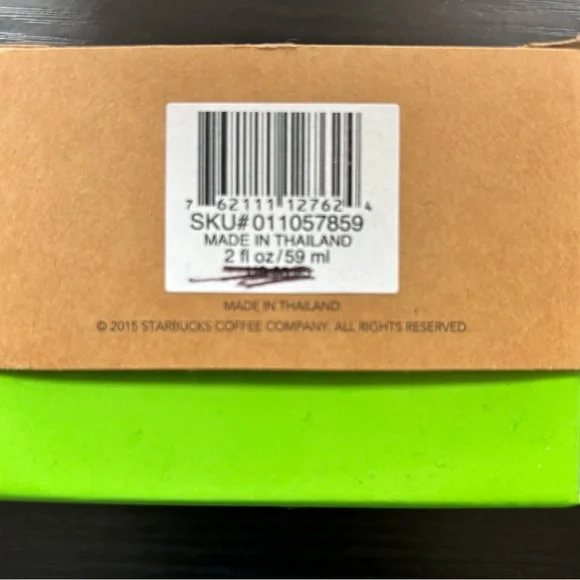 7 62111 12762 4
SKU#011057859
MADE IN THAILAND
2 fl oz/59 ml
MADE IN THAILAND.
© 2015 STARBUCKS COFFEE COMPANY. ALL RIGHTS RESERVED.